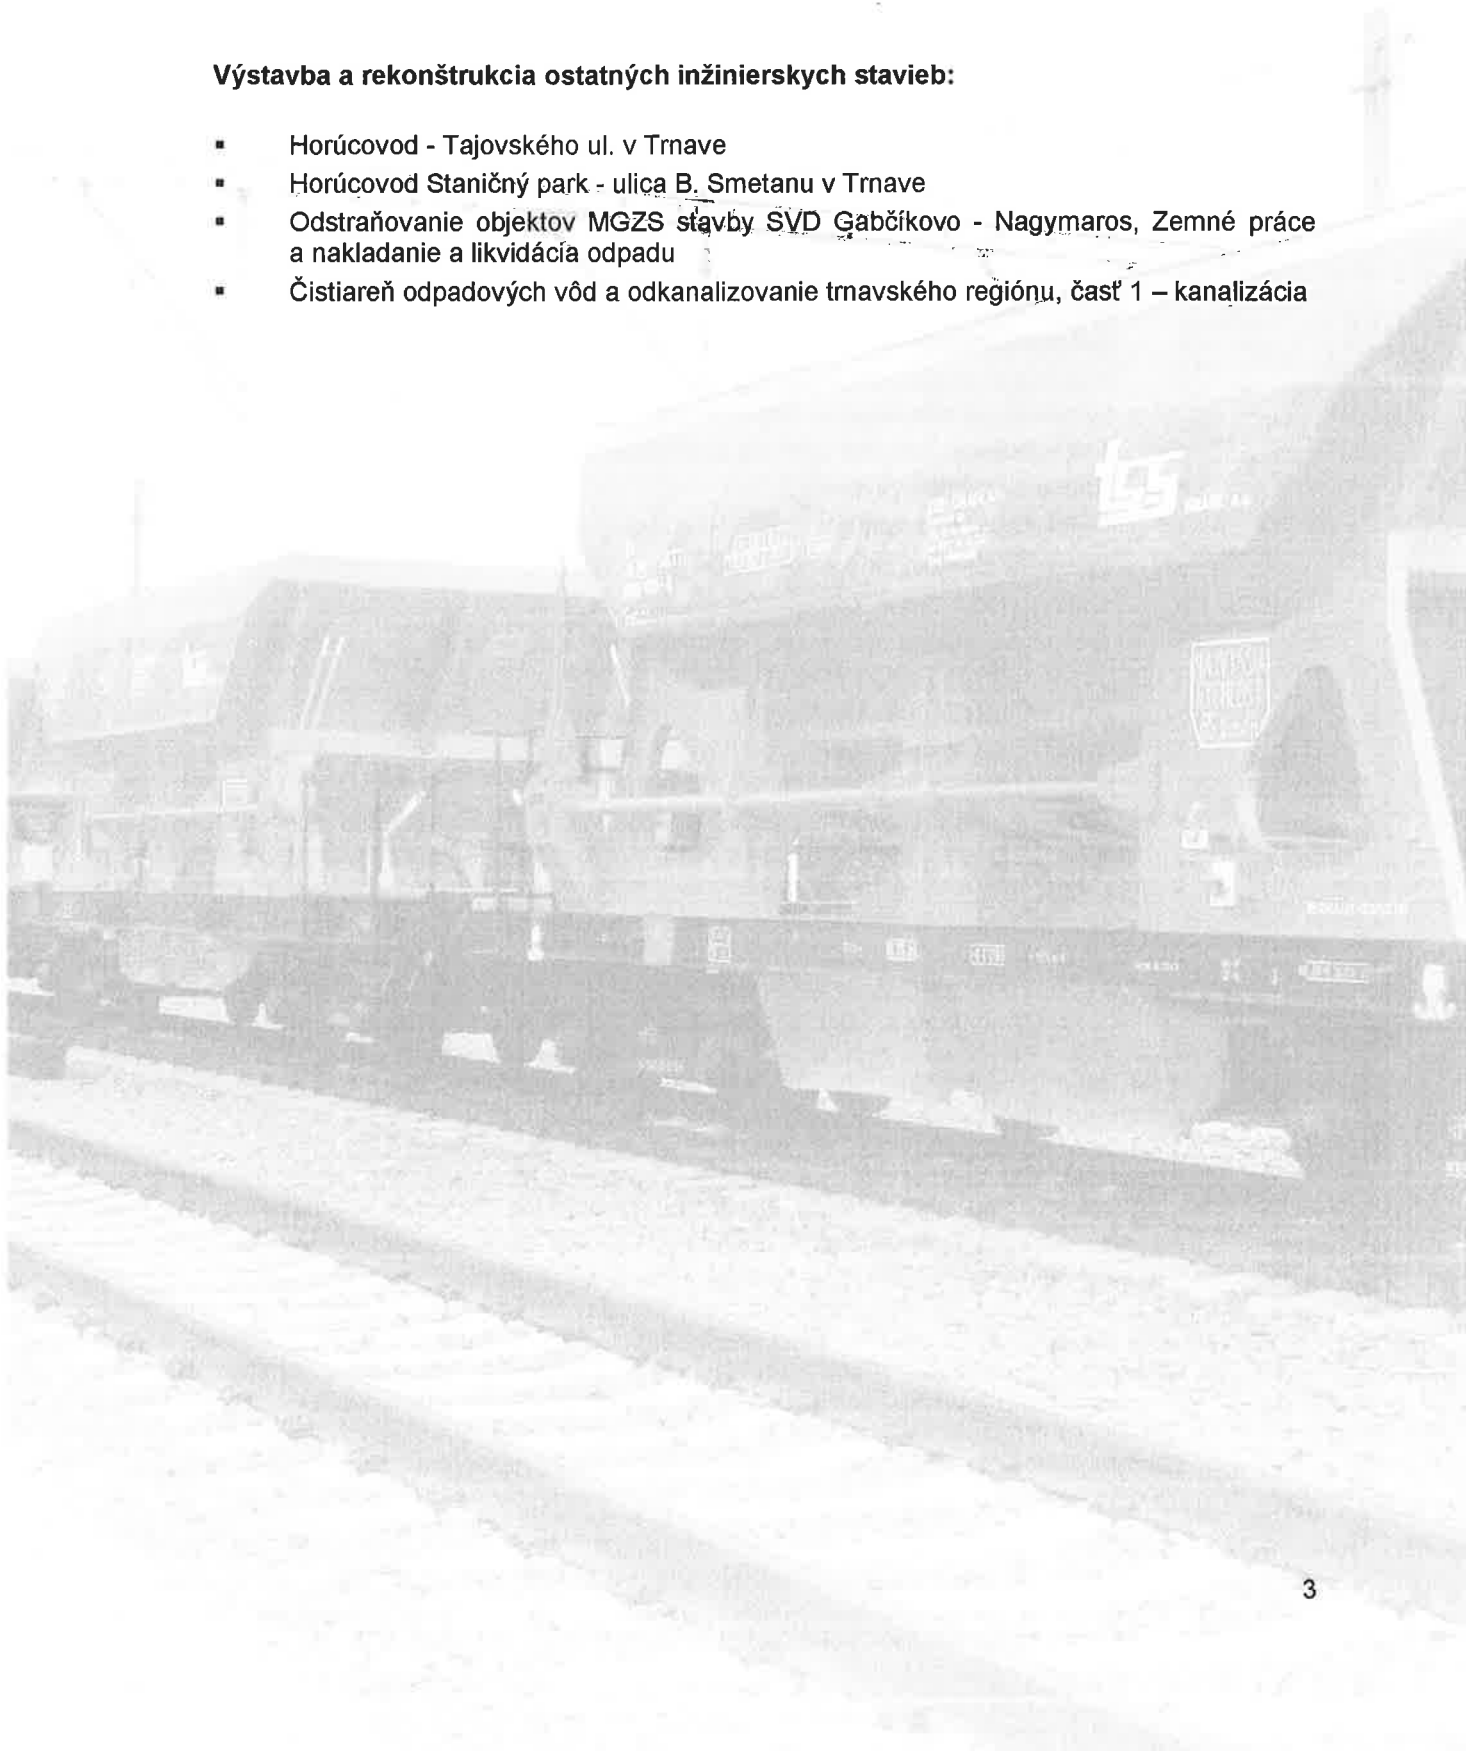 Výstavba a rekonštrukcia ostatných inžinierskych stavieb:
▪ Horúcovod - Tajovského ul. v Trnave
▪ Horúcovod Staničný park - ulica B. Smetanu v Trnave
▪ Odstraňovanie objektov MGZS stavby SVD Gabčíkovo - Nagymaros, Zemné práce
a nakladanie a likvidácia odpadu
▪ Čistiareň odpadových vôd a odkanalizovanie trnavského regiónu, časť 1 – kanalizácia
tss
3